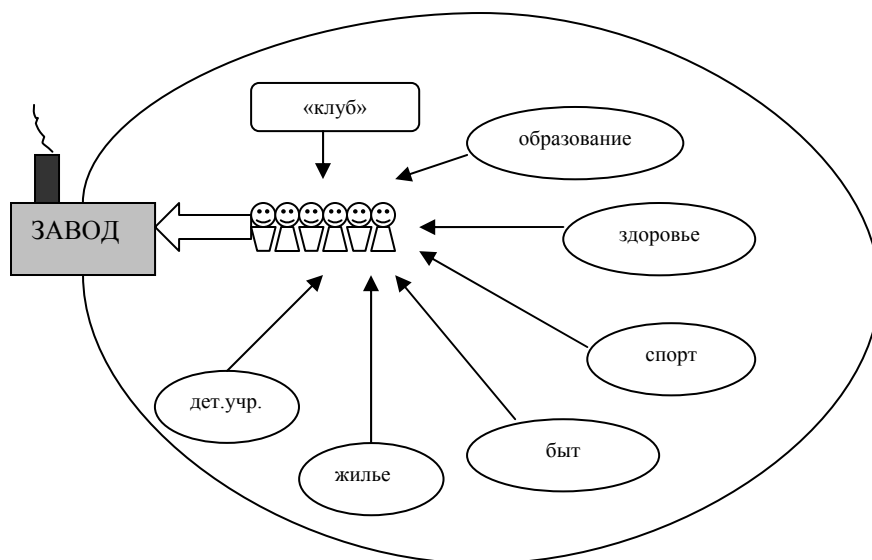 «клуб»
образование
ЗАВОД
здоровье
спорт
дет.учр.
быт
жилье